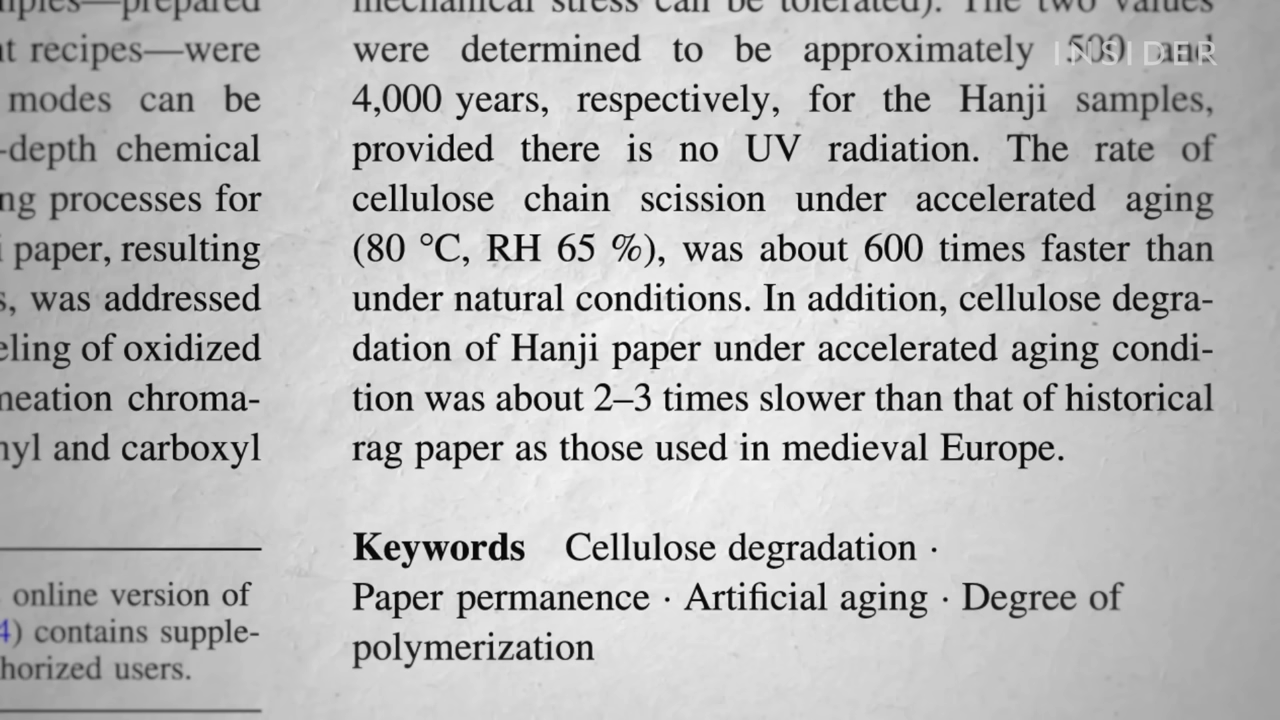 prepared
recipes—were
modes can be
-depth chemical
ng processes for
paper, resulting
s, was addressed
eling of oxidized
meation chroma-
nyl and carboxyl
online version of
4) contains supple-
horized users.
mechanical stress can be tolerated). The two values
were determined to be approximately 500 and
4,000 years, respectively, for the Hanji samples,
provided there is no UV radiation. The rate of
cellulose chain scission under accelerated aging
(80 °C, RH 65 %), was about 600 times faster than
under natural conditions. In addition, cellulose degra-
dation of Hanji paper under accelerated aging condi-
tion was about 2–3 times slower than that of historical
rag paper as those used in medieval Europe.
Keywords Cellulose degradation ·
Paper permanence · Artificial aging · Degree of
polymerization
INSIDER